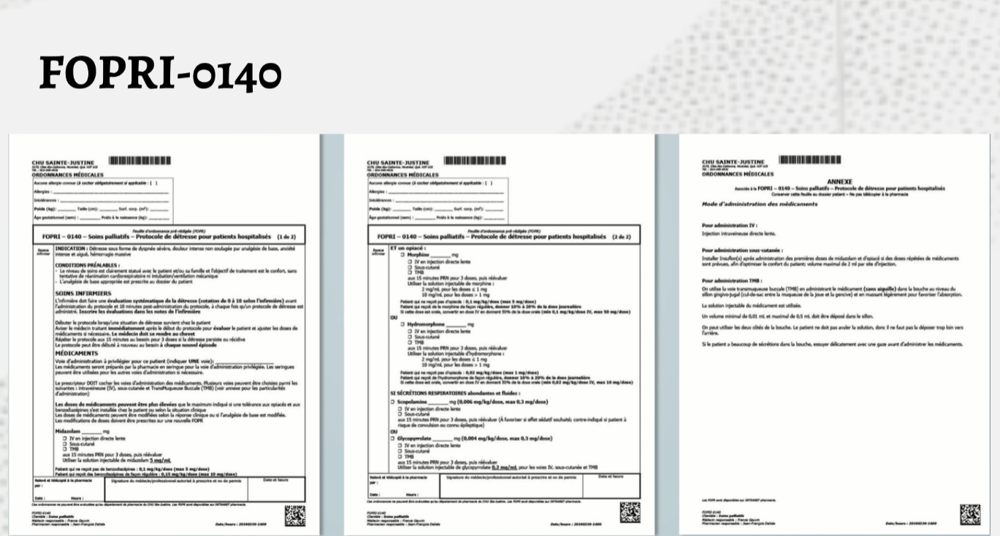 FOPRI-0140
CHU SAINTE-JUSTINE
ORDONNANCES MÉDICALES
Aucune allergie connue (à cocher obligatoirement si applicable : [ ]
Allergies :
Intolérances :
Poids (kg): Taille (cm): Surf. corp. (m²):
Âge gestationnel (sem) : Poids à la naissance (kg):
Feuille d'ordonnance pré-rédigée (FOPR)
FOPRI – 0140 – Soins palliatifs – Protocole de détresse pour patients hospitalisés (1 de 2)
Espace infirmier
INDICATION : Détresse sous forme de dyspnée sévère, douleur intense non soulagée par analgésie de base, anxiété
intense et aiguë, hémorragie massive
CONDITIONS PRÉALABLES :
- Le niveau de soins est clairement statué avec le patient et/ou sa famille et l'objectif de traitement est le confort, sans
tentative de réanimation cardiorespiratoire ni intubation/ventilation mécanique
- L'analgésie de base appropriée est prescrite au dossier du patient
SOINS INFIRMIERS
L'infirmière doit faire une évaluation systématique de la détresse (cotation de 0 à 10 selon l'infirmière) avant
l'administration du protocole et 10 minutes post-administration du protocole, à chaque fois qu'un protocole de détresse est
administré. Inscrire les évaluations dans les notes de l'infirmière
Débuter le protocole lorsqu'une situation de détresse survient chez le patient
Aviser le médecin traitant immédiatement après le début du protocole pour évaluer le patient et ajuster les doses de
médicaments si nécessaire. Le médecin doit se rendre au chevet
Répéter le protocole aux 15 minutes au besoin pour 3 doses si la détresse persiste ou récidive
Le protocole peut être débuté à nouveau au besoin à chaque nouvel épisode
MÉDICAMENTS
Voie d'administration à privilégier pour ce patient (indiquer UNE voie):
Les médicaments seront préparés par la pharmacie en seringue pour la voie d'administration privilégiée. Les seringues
peuvent être utilisées pour les autres voies d'administration si nécessaire.
Le prescripteur DOIT cocher les voies d'administration des médicaments. Plusieurs voies peuvent être choisies parmi les
suivantes : intraveineuse (IV), sous-cutanée et TransMuqueuse Buccale (TMB) (voir annexe pour les particularités
d'administration)
Les doses de médicaments peuvent être plus élevées que le maximum indiqué si une tolérance aux opiacés et aux
benzodiazépines s'est installée chez le patient ou selon la situation clinique
Les doses de médicaments peuvent être modifiées selon la réponse clinique ou si l'analgésie de base est modifiée.
Les modifications de doses doivent être prescrites sur une nouvelle FOPR
Midazolam mg
IV en injection directe lente
Sous-cutané
TMB
aux 15 minutes PRN pour 3 doses, puis réévaluer
Utiliser la solution injectable de midazolam 5 mg/mL
Patient qui ne reçoit pas de benzodiazépines : 0,1 mg/kg/dose (max 5 mg/dose)
Patient qui reçoit des benzodiazépines de façon régulière : 0,15 mg/kg/dose (max 10 mg/dose)
Relevé et télécopié à la pharmacie par :
Date : Heure :
Signature du médecin/professionnel autorisé à prescrire et no de permis
Date et heure
Ces ordonnances ne peuvent être exécutées qu'au département de pharmacie du CHU Ste-Justine. Les FOPR sont disponibles sur INTRANET pharmacie.
FOPRI-0140
Clientèle : Soins palliatifs
Médecin responsable : France Gauvin
Pharmacien responsable : Jean-François Delisle
CHU SAINTE-JUSTINE
ORDONNANCES MÉDICALES
Aucune allergie connue (à cocher obligatoirement si applicable : [ ]
Allergies :
Intolérances :
Poids (kg): Taille (cm): Surf. corp. (m²):
Âge gestationnel (sem) : Poids à la naissance (kg):
Feuille d'ordonnance pré-rédigée (FOPR)
FOPRI – 0140 – Soins palliatifs – Protocole de détresse pour patients hospitalisés (2 de 2)
Espace infirmier
ET un opiacé :
Morphine mg
IV en injection directe lente
Sous-cutané
TMB
aux 15 minutes PRN pour 3 doses, puis réévaluer
Utiliser la solution injectable de morphine :
2 mg/mL pour les doses ≤ 1 mg
10 mg/mL pour les doses > 1 mg
Patient qui ne reçoit pas d'opiacés : 0,1 mg/kg/dose (max 5 mg/dose)
Patient qui reçoit de la morphine de façon régulière, donner 10% à 20% de la dose journalière
Si cette dose est orale, convertir en dose IV en donnant 50% de la dose orale (min 0,1 mg/kg/dose IV, max 50 mg/dose)
OU
Hydromorphone mg
IV en injection directe lente
Sous-cutané
TMB
aux 15 minutes PRN pour 3 doses, puis réévaluer
Utiliser la solution injectable d'hydromorphone :
2 mg/mL pour les doses ≤ 1 mg
10 mg/mL pour les doses > 1 mg
Patient qui ne reçoit pas d'opiacés : 0,02 mg/kg/dose (max 1 mg/dose)
Patient qui reçoit de l'hydromorphone de façon régulière, donner 10% à 20% de la dose journalière
Si cette dose est orale, convertir en dose IV en donnant 50% de la dose orale (min 0,02 mg/kg/dose IV, max 10 mg/dose)
SI SÉCRÉTIONS RESPIRATOIRES abondantes et fluides :
Scopolamine mg (0,006 mg/kg/dose, max 0,3 mg/dose)
IV en injection directe lente
Sous-cutané
aux 15 minutes PRN pour 3 doses, puis réévaluer (À favoriser si effet sédatif souhaité; contre-indiqué si patient à
risque de convulsion ou connu épileptique)
OU
Glycopyrrolate mg (0,004 mg/kg/dose, max 0,3 mg/dose)
IV en injection directe lente
Sous-cutané
TMB
aux 15 minutes PRN pour 3 doses, puis réévaluer
Utiliser la solution injectable de glycopyrrolate 0,2 mg/mL pour les voies IV, sous-cutanée et TMB
Relevé et télécopié à la pharmacie par :
Date : Heure :
Signature du médecin/professionnel autorisé à prescrire et no de permis
Date et heure
Ces ordonnances ne peuvent être exécutées qu'au département de pharmacie du CHU Ste-Justine. Les FOPR sont disponibles sur INTRANET pharmacie.
FOPRI-0140
Clientèle : Soins palliatifs
Médecin responsable : France Gauvin
Pharmacien responsable : Jean-François Delisle
CHU SAINTE-JUSTINE
ORDONNANCES MÉDICALES
ANNEXE
Associée à la FOPRI – 0140 – Soins palliatifs – Protocole de détresse pour patients hospitalisés
Conserver cette feuille au dossier patient – Ne pas télécopier à la pharmacie
Mode d'administration des médicaments
Pour administration IV :
Injection intraveineuse directe lente.
Pour administration sous-cutanée :
Installer Insuflon(s) après administration des premières doses de midazolam et d'opiacé si des doses répétées de médicaments
sont prévues, afin d'optimiser le confort du patient; volume maximal de 2 ml par site d'injection.
Pour administration TMB :
On utilise la voie transmuqueuse buccale (TMB) en administrant le médicament (sans aiguille) dans la bouche au niveau du
sillon gingivo-jugal (cul-de-sac entre la muqueuse de la joue et la gencive) et en massant légèrement pour favoriser l'absorption.
La solution injectable du médicament est utilisée.
Un volume minimal de 0,01 mL et maximal de 0,5 mL doit être déposé dans le sillon.
On peut utiliser les deux côtés de la bouche. Le patient ne doit pas avaler la solution, donc il ne faut pas la déposer trop loin vers
l'arrière.
Si le patient a beaucoup de sécrétions dans la bouche, essuyer délicatement avec une gaze avant d'administrer les médicaments.
Les FOPR sont disponibles sur INTRANET pharmacie.
FOPRI-0140
Clientèle : Soins palliatifs
Médecin responsable : France Gauvin
Pharmacien responsable : Jean-François Delisle